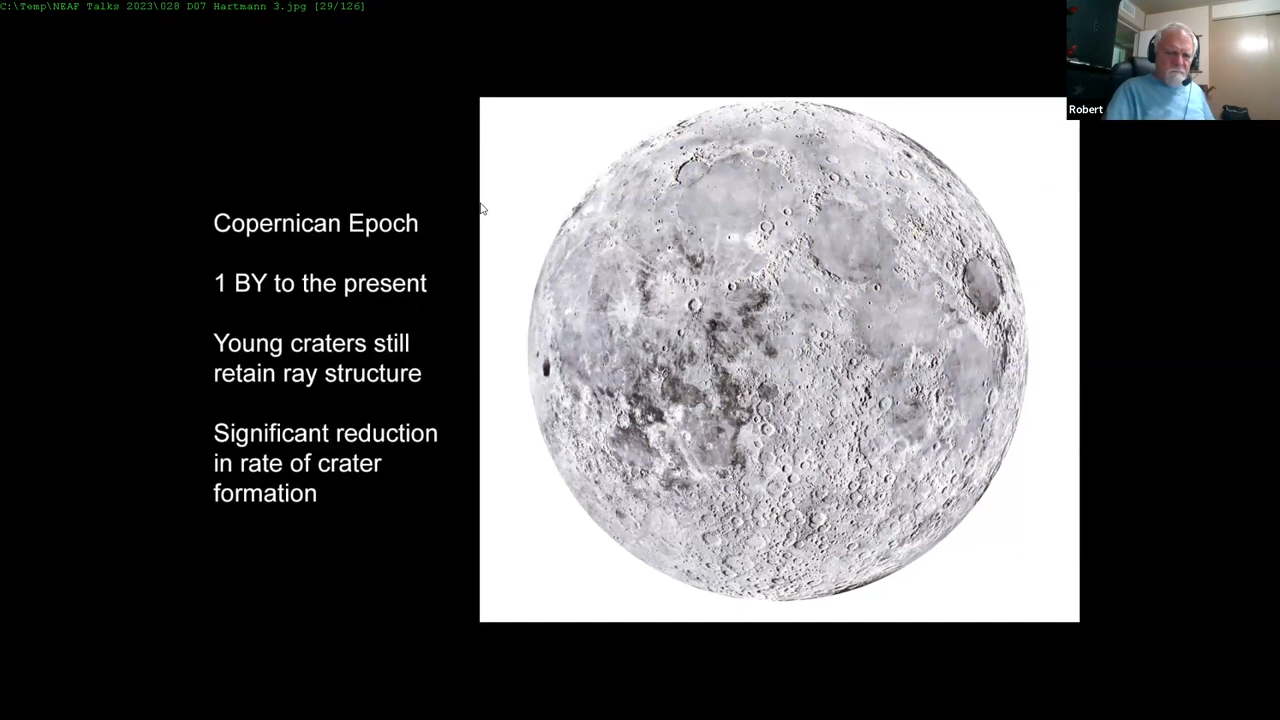 C:\Temp\NEAF Talks 2023\028 D07 Hartmann 3.jpg [29/126]
Robert
Copernican Epoch
1 BY to the present
Young craters still
retain ray structure
Significant reduction
in rate of crater
formation